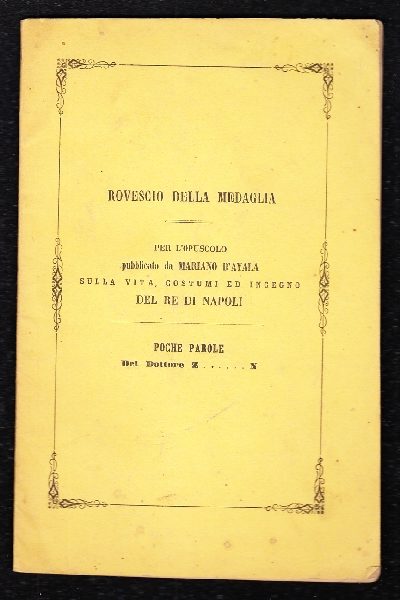 ROVESCIO DELLA MEDAGLIA
PER L'OPUSCOLO
pubblicato da MARIANO D'AYALA
SULLA VITA, COSTUMI ED INGEGNO
DEL RE DI NAPOLI
POCHE PAROLE
Del Dottore Z . . . . . . N